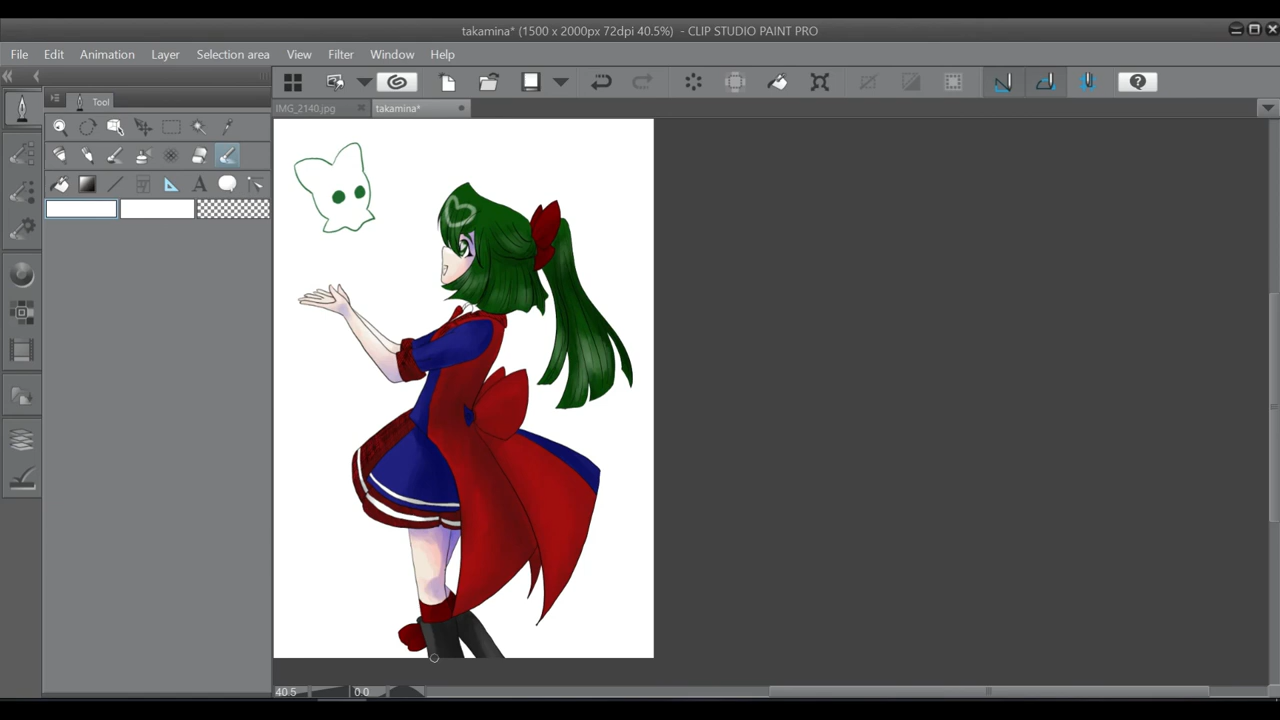 takamina* (1500 x 2000px 72dpi 40.5%)  - CLIP STUDIO PAINT PRO
File Edit Animation Layer Selection area View Filter Window Help
Tool
IMG_2140.jpg takamina*
40.5 0.0